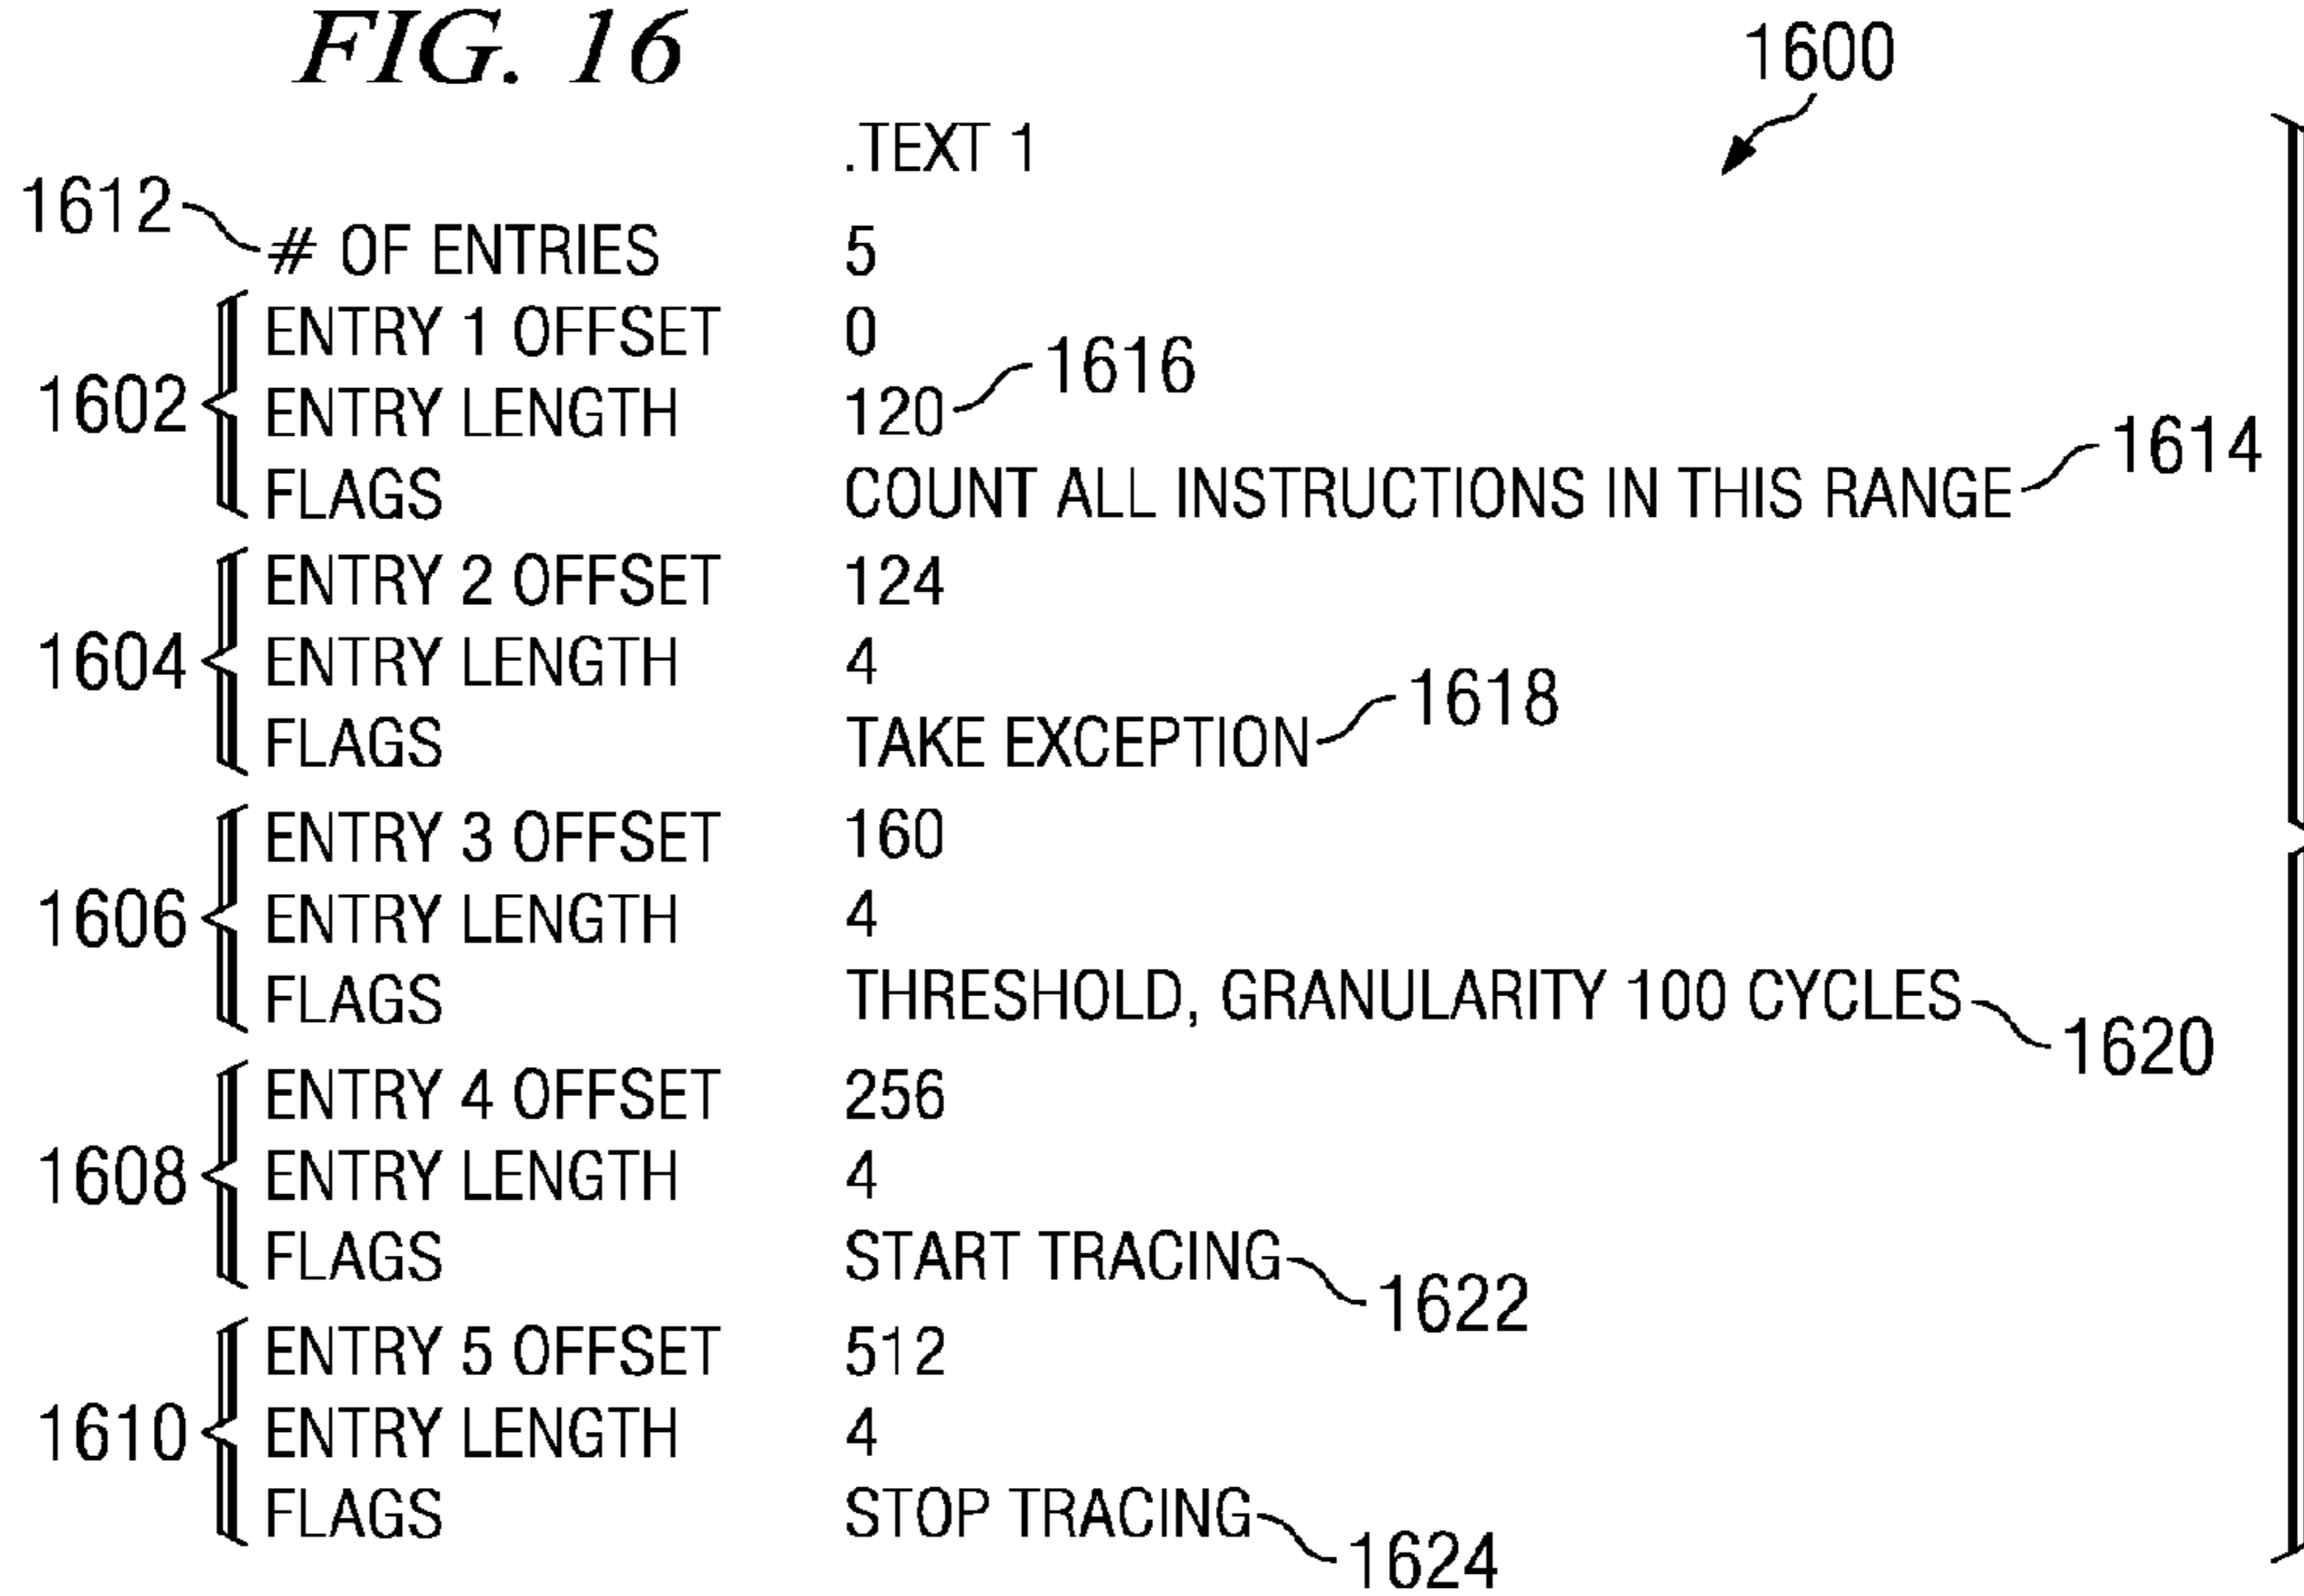 FIG. 16
1600
.TEXT 1
1612
# OF ENTRIES 5
ENTRY 1 OFFSET 0
1616
1602 ENTRY LENGTH 120
1614
FLAGS COUNT ALL INSTRUCTIONS IN THIS RANGE
ENTRY 2 OFFSET 124
1604 ENTRY LENGTH 4
1618
FLAGS TAKE EXCEPTION
ENTRY 3 OFFSET 160
1606 ENTRY LENGTH 4
FLAGS THRESHOLD, GRANULARITY 100 CYCLES
1620
ENTRY 4 OFFSET 256
1608 ENTRY LENGTH 4
FLAGS START TRACING
1622
ENTRY 5 OFFSET 512
1610 ENTRY LENGTH 4
FLAGS STOP TRACING
1624